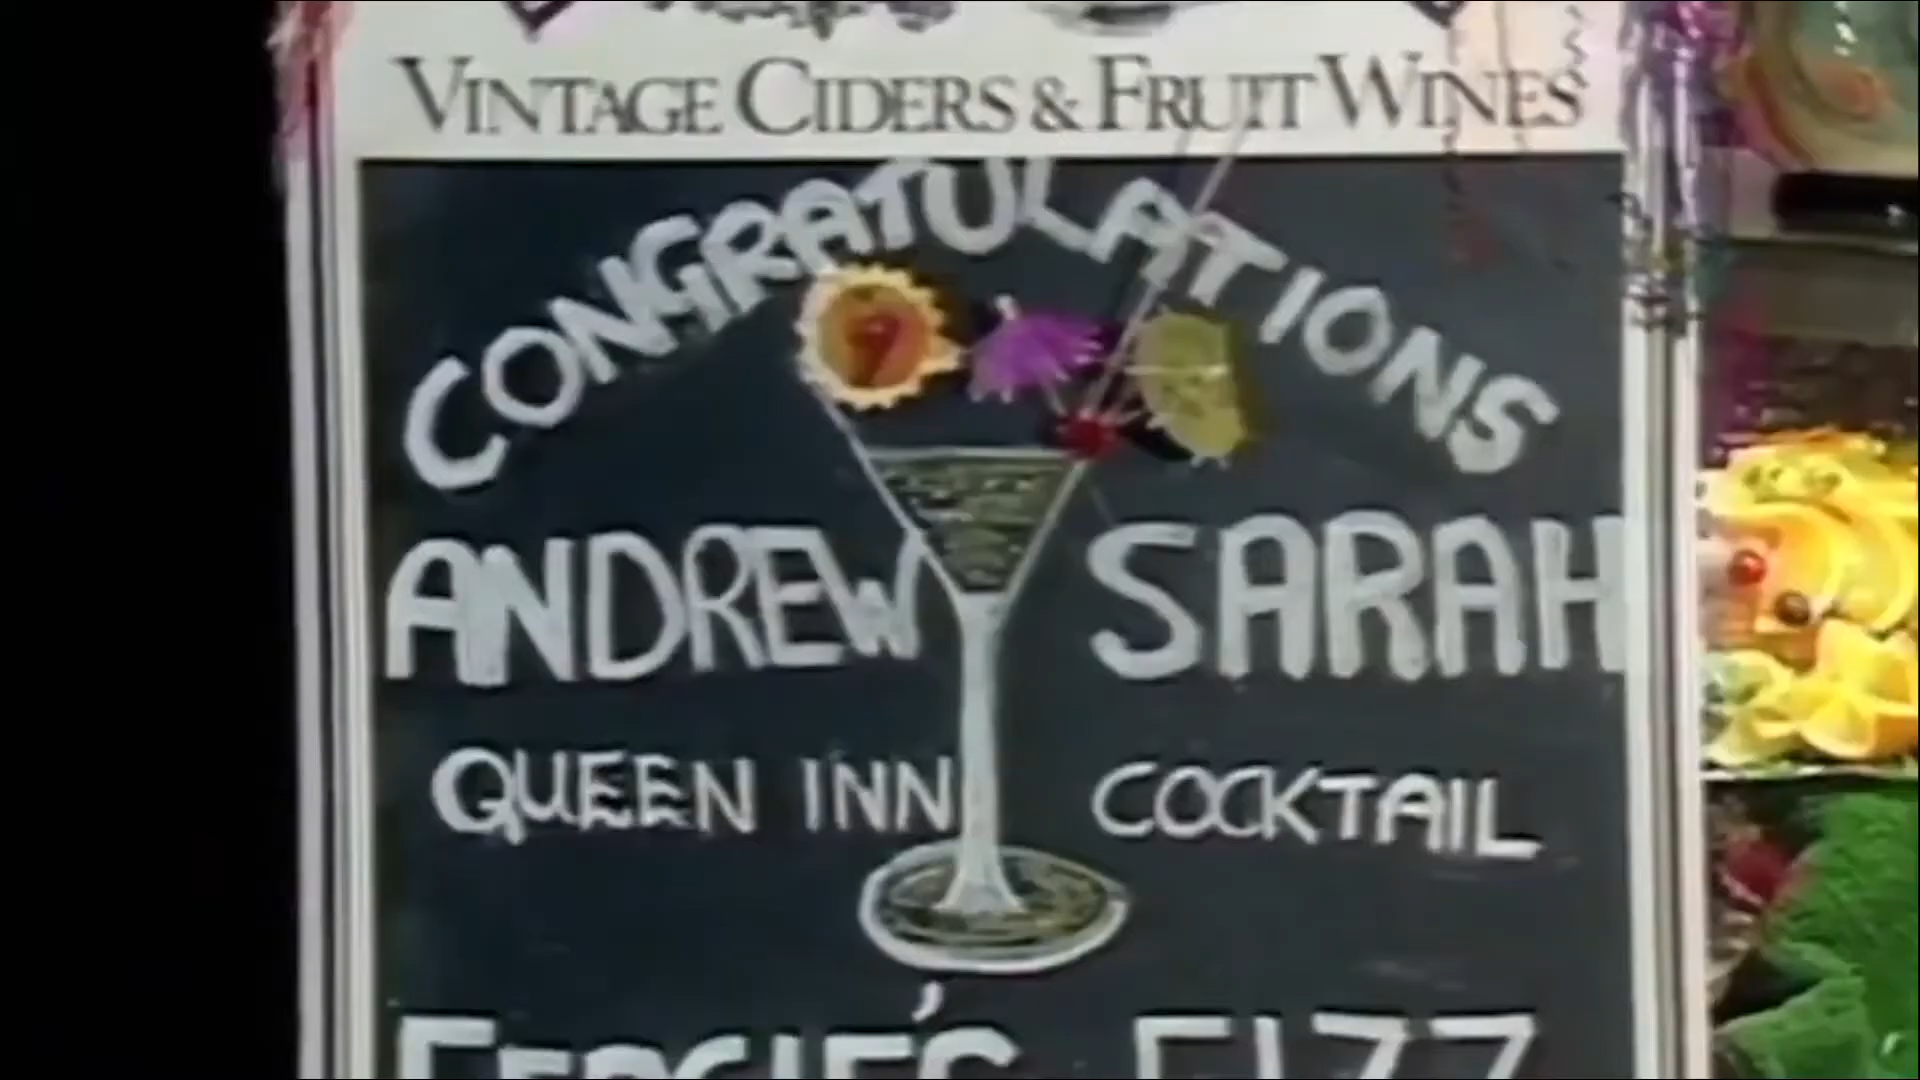 VINTAGE CIDERS & FRUIT WINES
CONGRATULATIONS
ANDREW SARAH
QUEEN INN COCKTAIL
FERGIE'S FIZZ